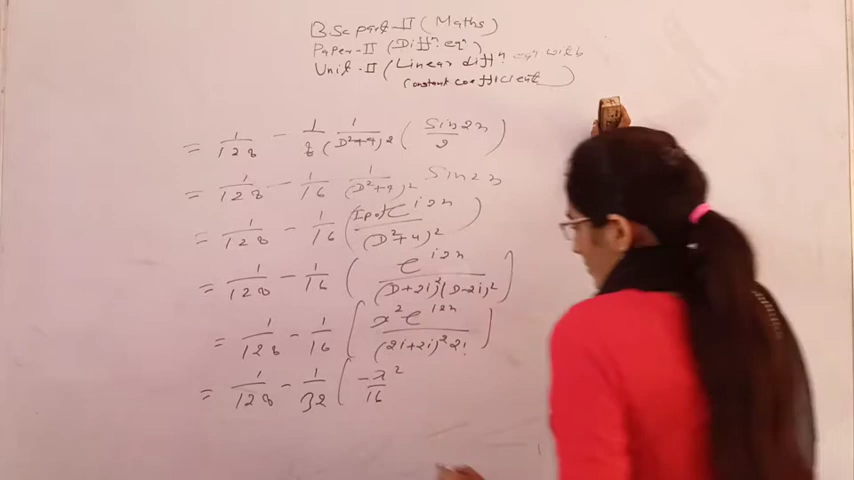 B.Sc part-II (Maths)
Paper-II (Diffⁿ. eqⁿ)
Unit-II (Linear diffⁿ eqⁿ with
constant coefficient)
= 1/128 - 1/8 1/(D²+4)² (Sin2x/2)
= 1/128 - 1/16 1/(D²+4)² Sin2x
= 1/128 - 1/16 (I.P of e^i2x/(D²+4)²)
= 1/128 - 1/16 (e^i2x/(D+2i)²(D-2i)²)
= 1/128 - 1/16 (x² e^i2x/(2i+2i)² 2!)
= 1/128 - 1/32 (-x²/16